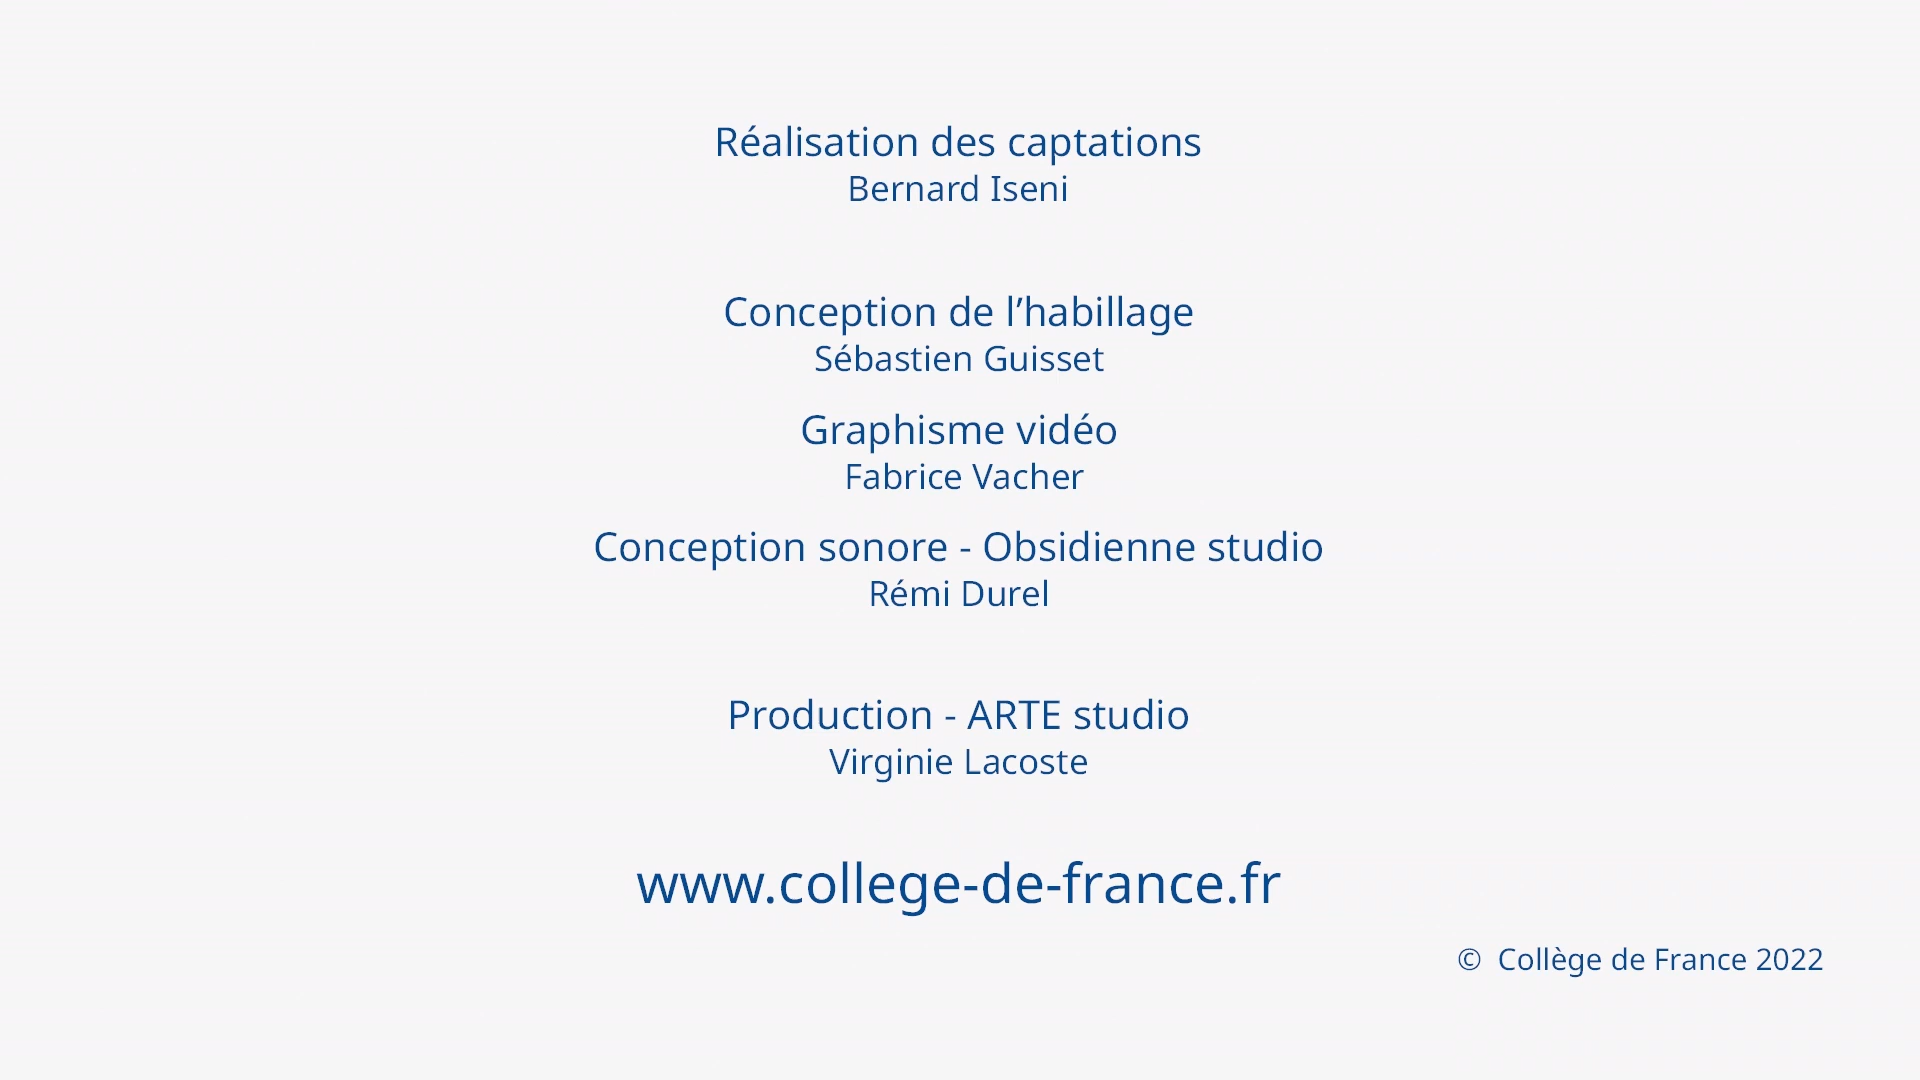 Réalisation des captations
Bernard Iseni
Conception de l’habillage
Sébastien Guisset
Graphisme vidéo
Fabrice Vacher
Conception sonore - Obsidienne studio
Rémi Durel
Production - ARTE studio
Virginie Lacoste
www.college-de-france.fr
© Collège de France 2022